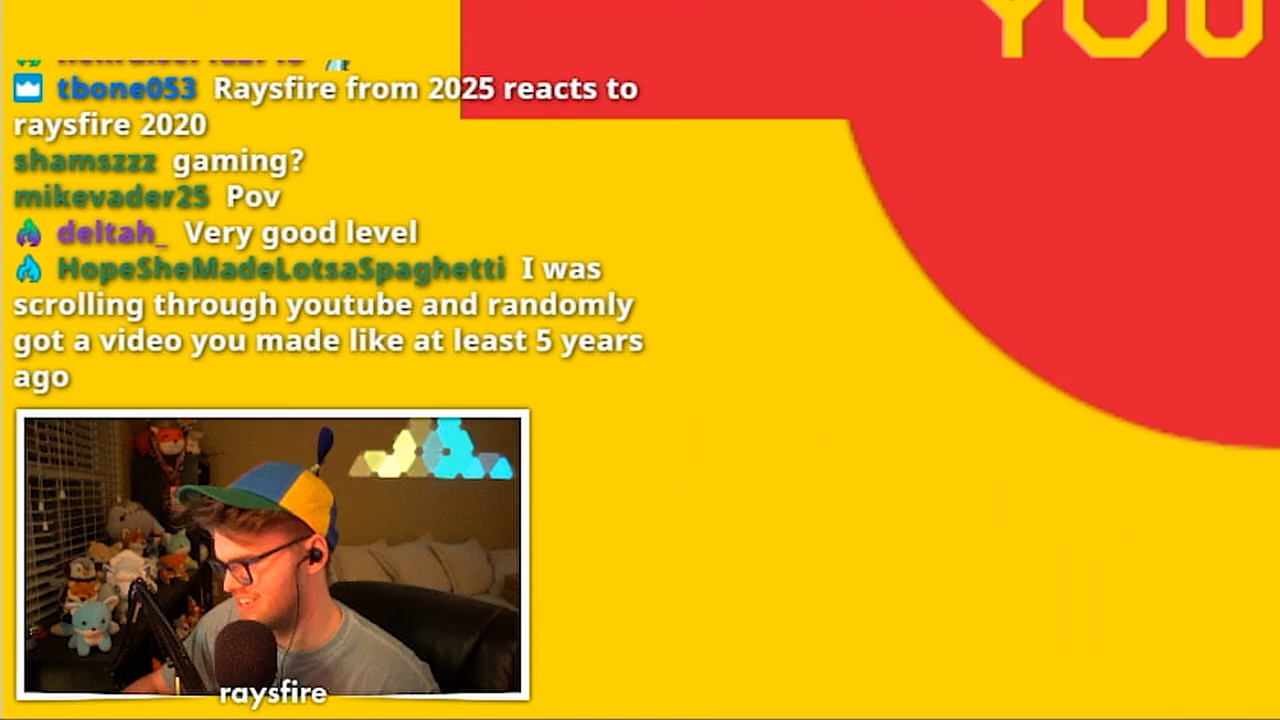 YOU
tbone053 Raysfire from 2025 reacts to
raysfire 2020
shamszzz gaming?
mikevader25 Pov
deltah_ Very good level
HopeSheMadeLotsaSpaghetti I was
scrolling through youtube and randomly
got a video you made like at least 5 years
ago
raysfire